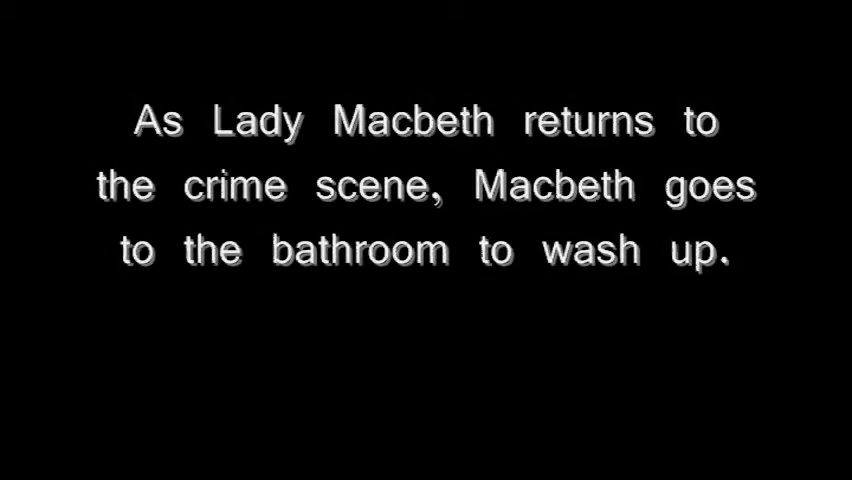 As Lady Macbeth returns to
the crime scene, Macbeth goes
to the bathroom to wash up.